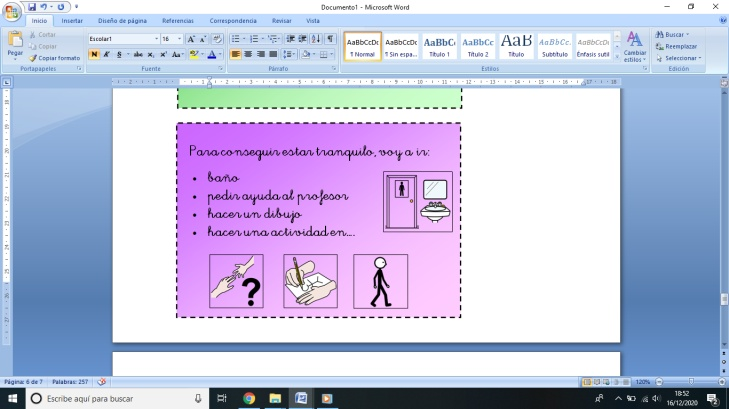 Documento1 - Microsoft Word
Inicio Insertar Diseño de página Referencias Correspondencia Revisar Vista
Pegar
Cortar
Copiar
Copiar formato
Portapapeles
Escolar1 16
N K S abc x₂ x² Aa
Fuente
Párrafo
AaBbCcDc AaBbCcDc AaBbC AaBbCc AaB AaBbCc. AaBbCcDc
¶ Normal ¶ Sin espa... Título 1 Título 2 Título Subtítulo Énfasis sutil
Cambiar estilos
Estilos
Buscar
Reemplazar
Seleccionar
Edición
Para conseguir estar tranquilo, voy a ir:
• baño
• pedir ayuda al profesor
• hacer un dibujo
• hacer una actividad en....
?
Página: 6 de 7 Palabras: 257
120%
Escribe aquí para buscar
18:52
16/12/2020